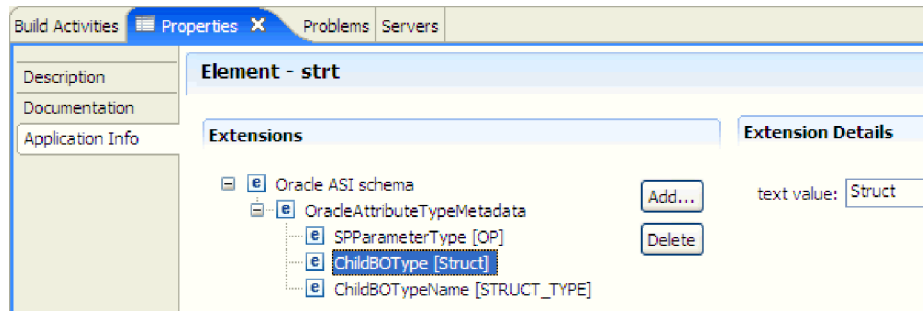 Build Activities Properties Problems Servers
Description
Documentation
Application Info
Element - strt
Extensions
Oracle ASI schema
OracleAttributeTypeMetadata
SPParameterType [OP]
ChildBOType [Struct]
ChildBOTypeName [STRUCT_TYPE]
Add...
Delete
Extension Details
text value: Struct